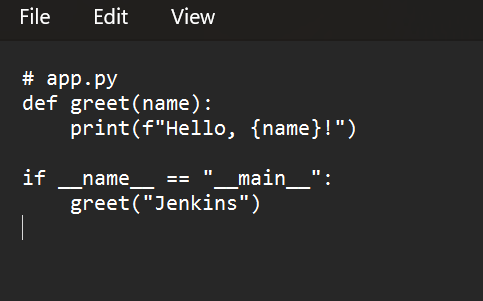 File Edit View
# app.py
def greet(name):
    print(f"Hello, {name}!")

if __name__ == "__main__":
    greet("Jenkins")